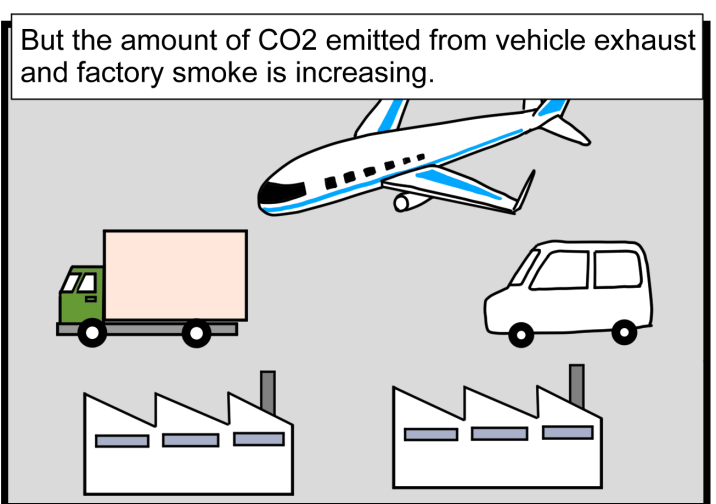 But the amount of CO2 emitted from vehicle exhaust
and factory smoke is increasing.